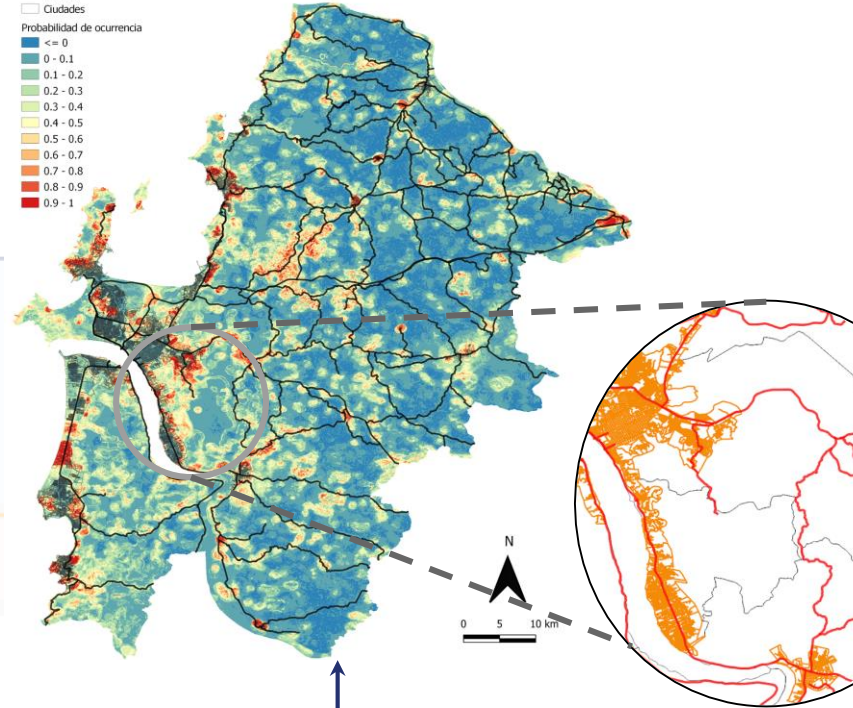 Ciudades
Probabilidad de ocurrencia
<= 0
0 - 0.1
0.1 - 0.2
0.2 - 0.3
0.3 - 0.4
0.4 - 0.5
0.5 - 0.6
0.6 - 0.7
0.7 - 0.8
0.8 - 0.9
0.9 - 1
N
0 5 10 km